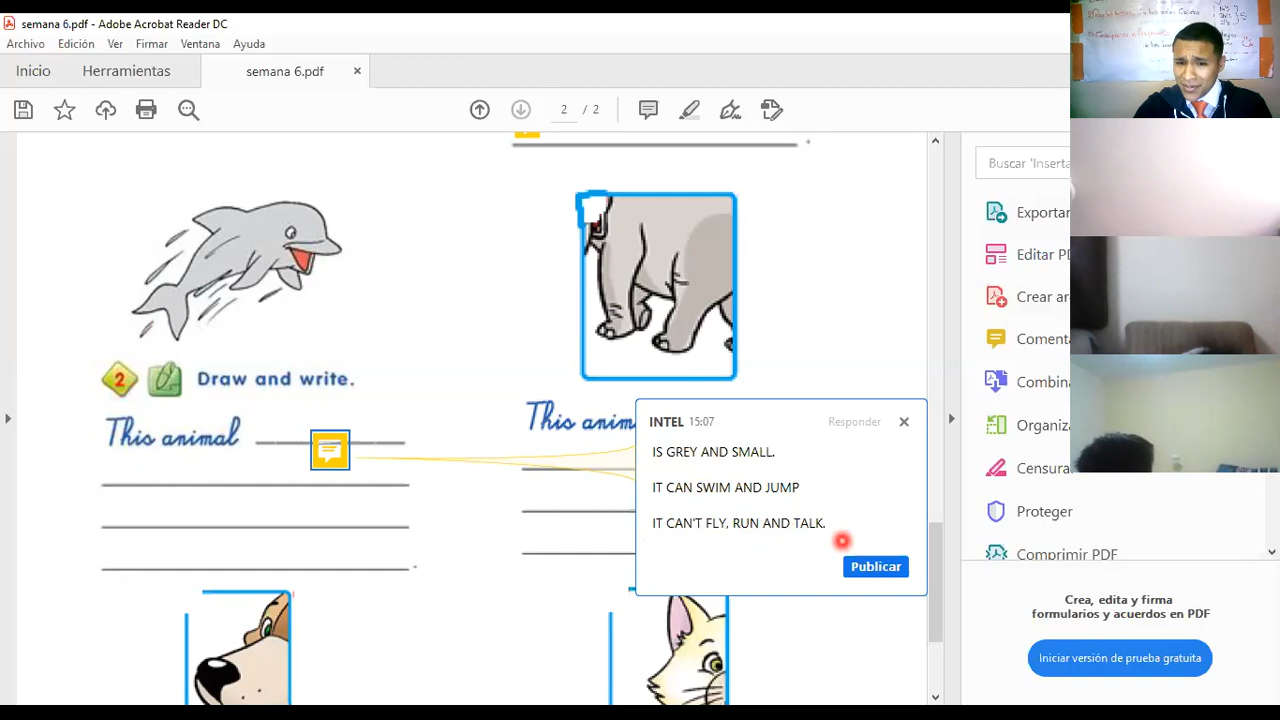 semana 6.pdf - Adobe Acrobat Reader DC
Archivo Edición Ver Firmar Ventana Ayuda
Inicio Herramientas semana 6.pdf ×
2 / 2
Buscar 'Inserta
Exportar
Editar PD
Crear ar
Comenta
Combina
Organiza
Censura
Proteger
Comprimir PDF
Crea, edita y firma
formularios y acuerdos en PDF
Iniciar versión de prueba gratuita
2 Draw and write.
This animal
This anim
INTEL 15:07 Responder
IS GREY AND SMALL.
IT CAN SWIM AND JUMP
IT CAN'T FLY, RUN AND TALK.
Publicar